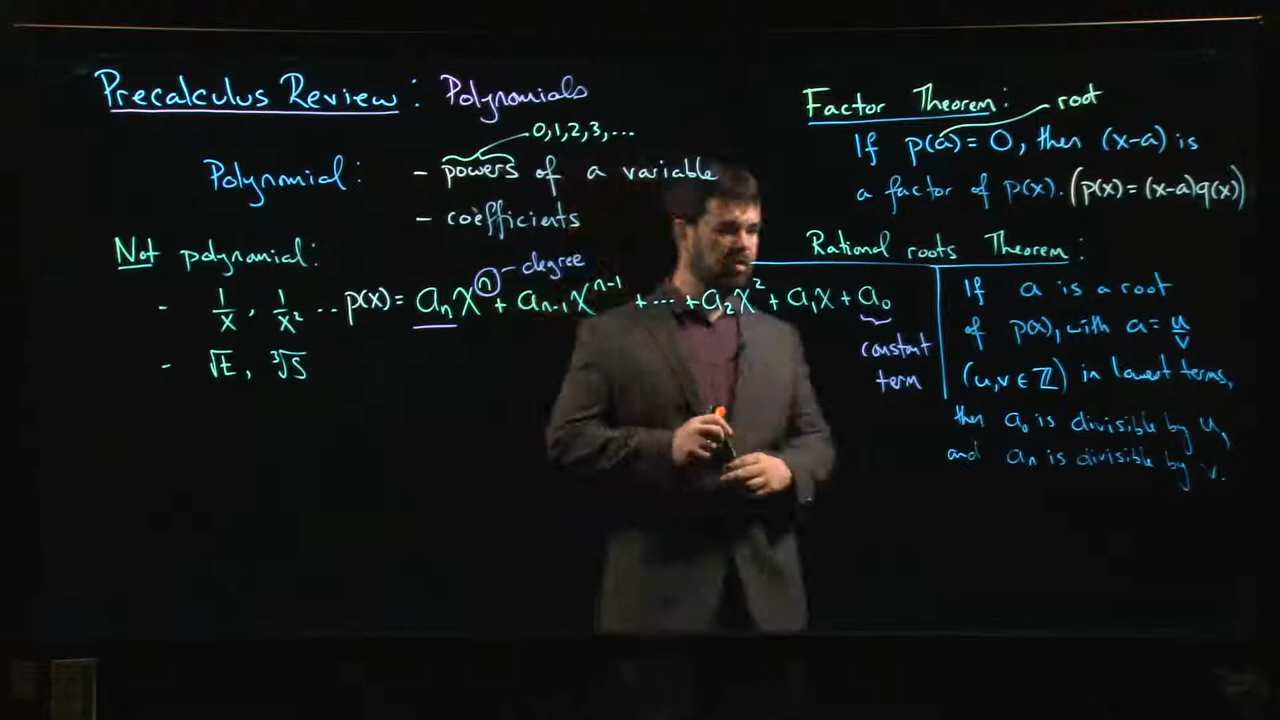 Precalculus Review: Polynomials
0,1,2,3,...
Polynomial: - powers of a variable
- coefficients
Not polynomial:
- 1/x, 1/x² ...
- √t, ³√s
degree
p(x) = aₙxⁿ + aₙ₋₁xⁿ⁻¹ + ... + a₂x² + a₁x + a₀
constant
term
Factor Theorem: root
If p(a) = 0, then (x-a) is
a factor of p(x). (p(x) = (x-a)q(x))
Rational roots Theorem:
If a is a root
of p(x), with a = u/v
(u,v ∈ ℤ) in lowest terms,
then a₀ is divisible by u,
and aₙ is divisible by v.